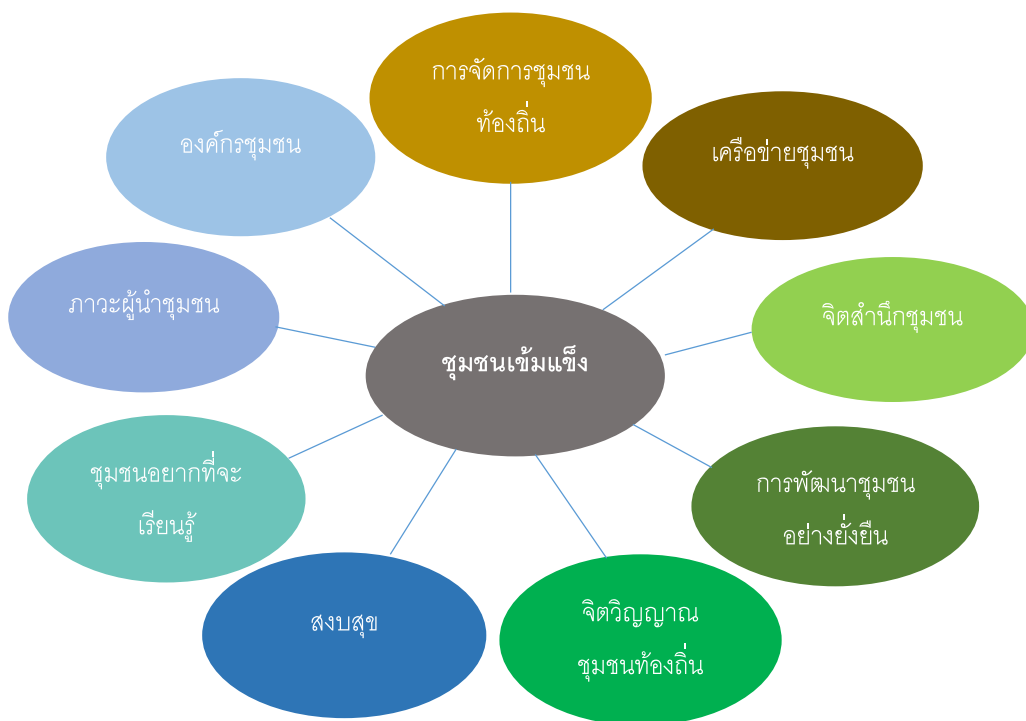 การจัดการชุมชน
ท้องถิ่น
เครือข่ายชุมชน
จิตสำนึกชุมชน
การพัฒนาชุมชน
อย่างยั่งยืน
จิตวิญญาณ
ชุมชนท้องถิ่น
สงบสุข
ชุมชนอยากที่จะ
เรียนรู้
ภาวะผู้นำชุมชน
องค์กรชุมชน
ชุมชนเข้มแข็ง